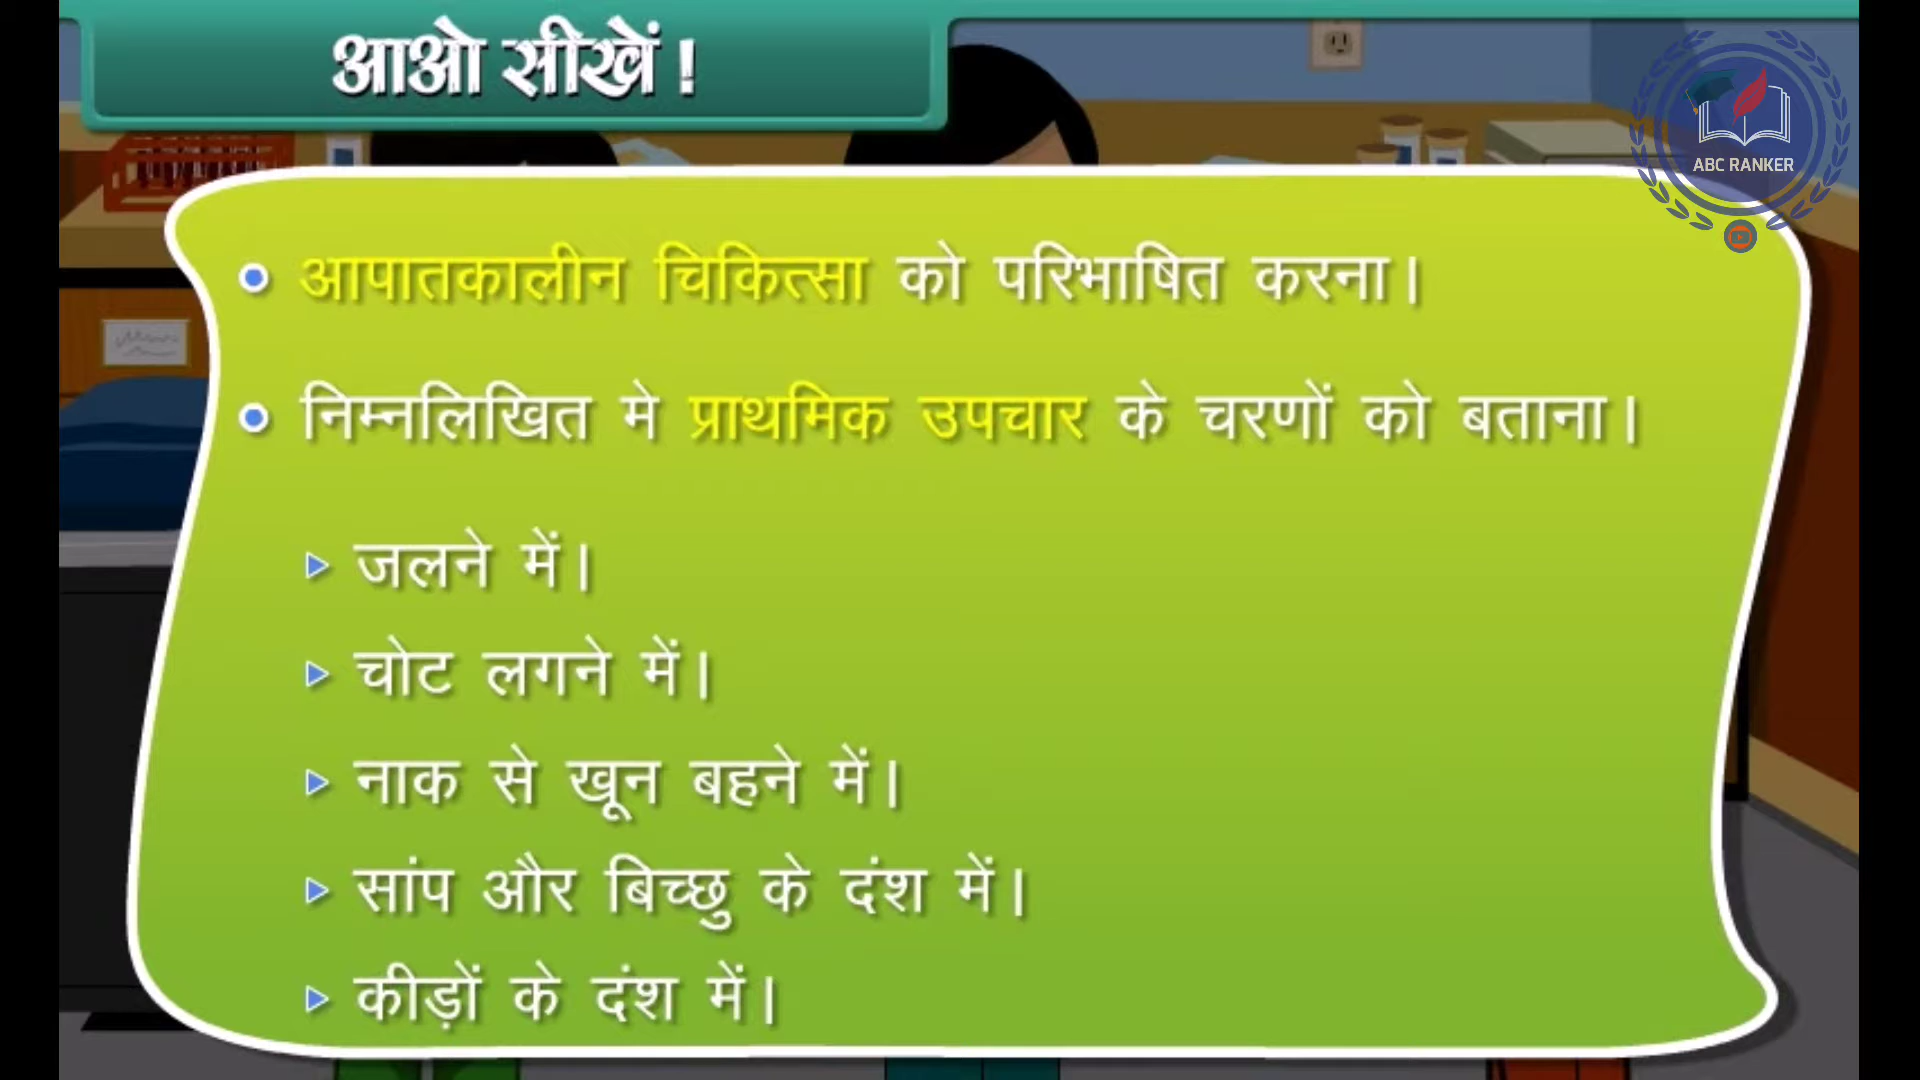 आओ सीखें!
ABC RANKER
आपातकालीन चिकित्सा को परिभाषित करना।
निम्नलिखित मे प्राथमिक उपचार के चरणों को बताना।
जलने में।
चोट लगने में।
नाक से खून बहने में।
सांप और बिच्छु के दंश में।
कीड़ों के दंश में।